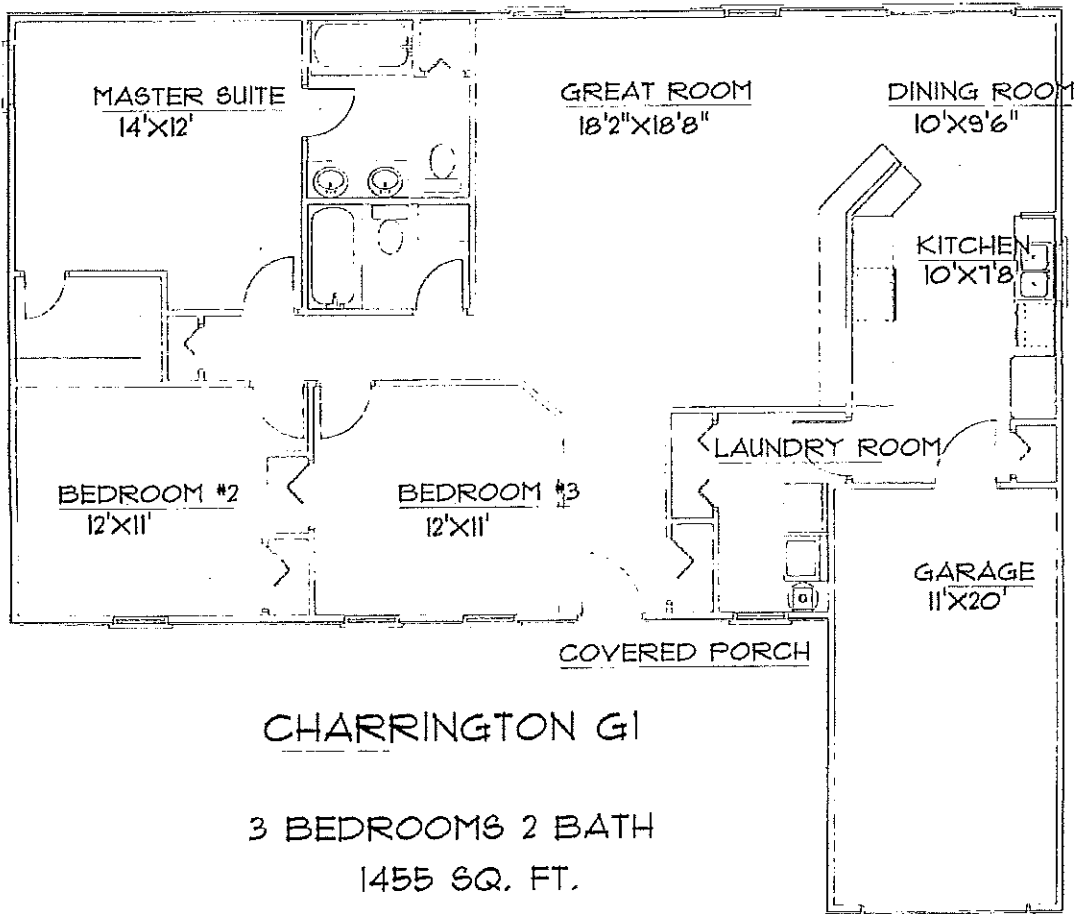 MASTER SUITE
14'X12'
GREAT ROOM
18'2"X18'8"
DINING ROOM
10'X9'6"
KITCHEN
10'X7'8
LAUNDRY ROOM
BEDROOM #2
12'X11'
BEDROOM #3
12'X11'
GARAGE
11'X20'
COVERED PORCH
CHARRINGTON G1
3 BEDROOMS 2 BATH
1455 SQ. FT.